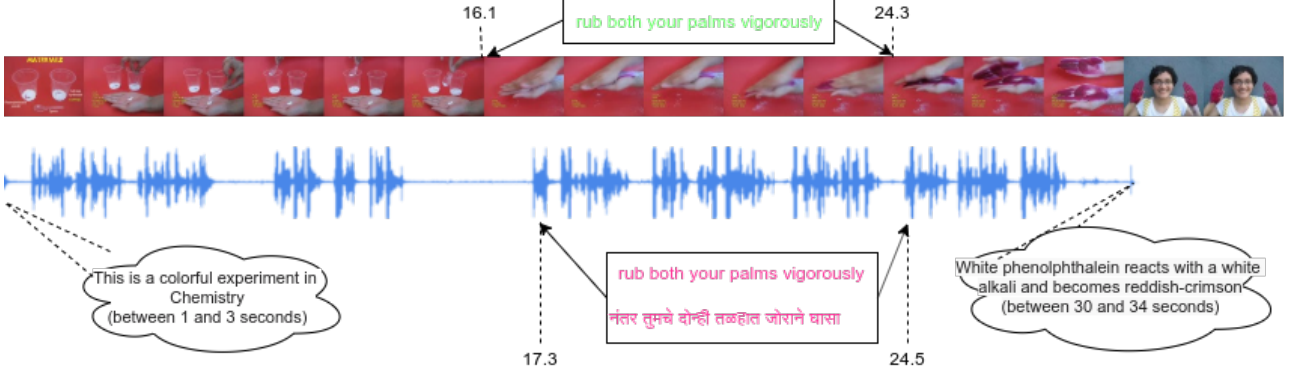 16.1
rub both your palms vigorously
24.3
This is a colorful experiment in
Chemistry
(between 1 and 3 seconds)
rub both your palms vigorously
नंतर तुमचे दोन्ही तळहात जोराने घासा
White phenolphthalein reacts with a white
alkali and becomes reddish-crimson
(between 30 and 34 seconds)
17.3
24.5